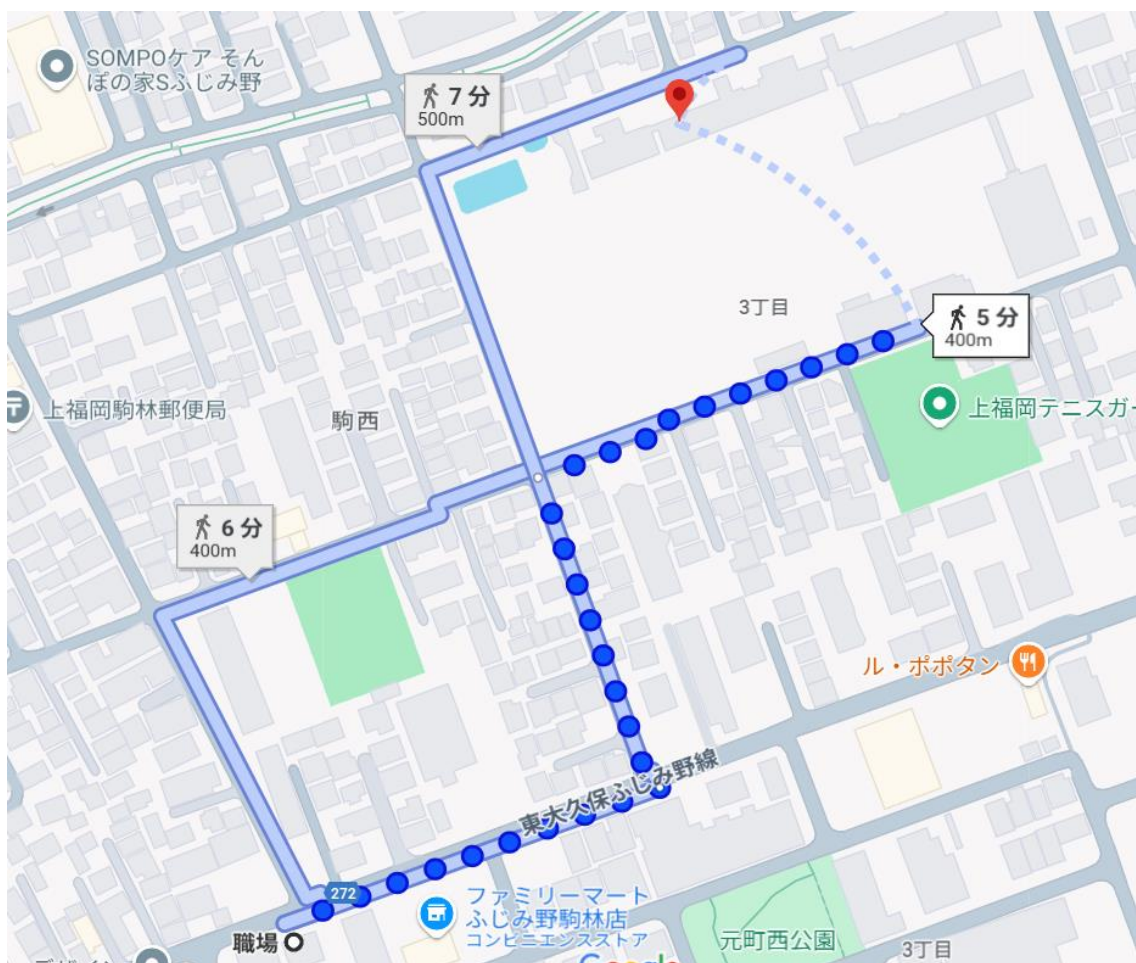 SOMPOケア そん
ぽの家Sふじみ野
7 分
500m
3丁目
5 分
400m
上福岡駒林郵便局
駒西
上福岡テニスガー
6 分
400m
ル・ポポタン
東大久保ふじみ野線
272
ファミリーマート
ふじみ野駒林店
コンビニエンスストア
職場
元町西公園
3丁目